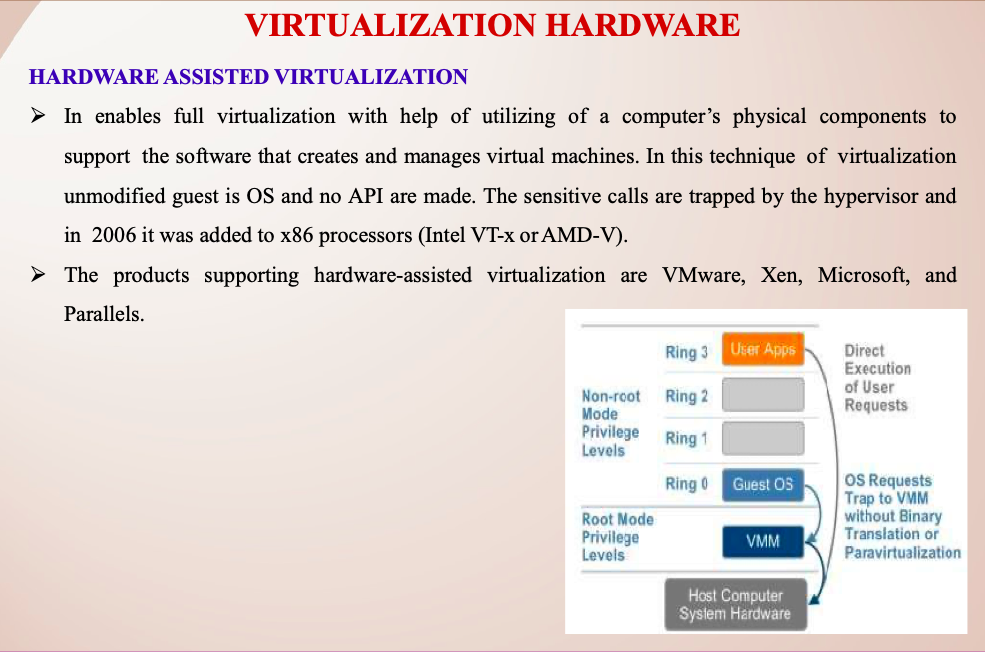 VIRTUALIZATION HARDWARE
HARDWARE ASSISTED VIRTUALIZATION
➢ In enables full virtualization with help of utilizing of a computer's physical components to
support the software that creates and manages virtual machines. In this technique of virtualization
unmodified guest is OS and no API are made. The sensitive calls are trapped by the hypervisor and
in 2006 it was added to x86 processors (Intel VT-x or AMD-V).
➢ The products supporting hardware-assisted virtualization are VMware, Xen, Microsoft, and
Parallels.
Non-root
Mode
Privilege
Levels
Ring 3
User Apps
Ring 2
Ring 1
Ring 0
Guest OS
Direct
Execution
of User
Requests
Root Mode
Privilege
Levels
VMM
OS Requests
Trap to VMM
without Binary
Translation or
Paravirtualization
Host Computer
System Hardware